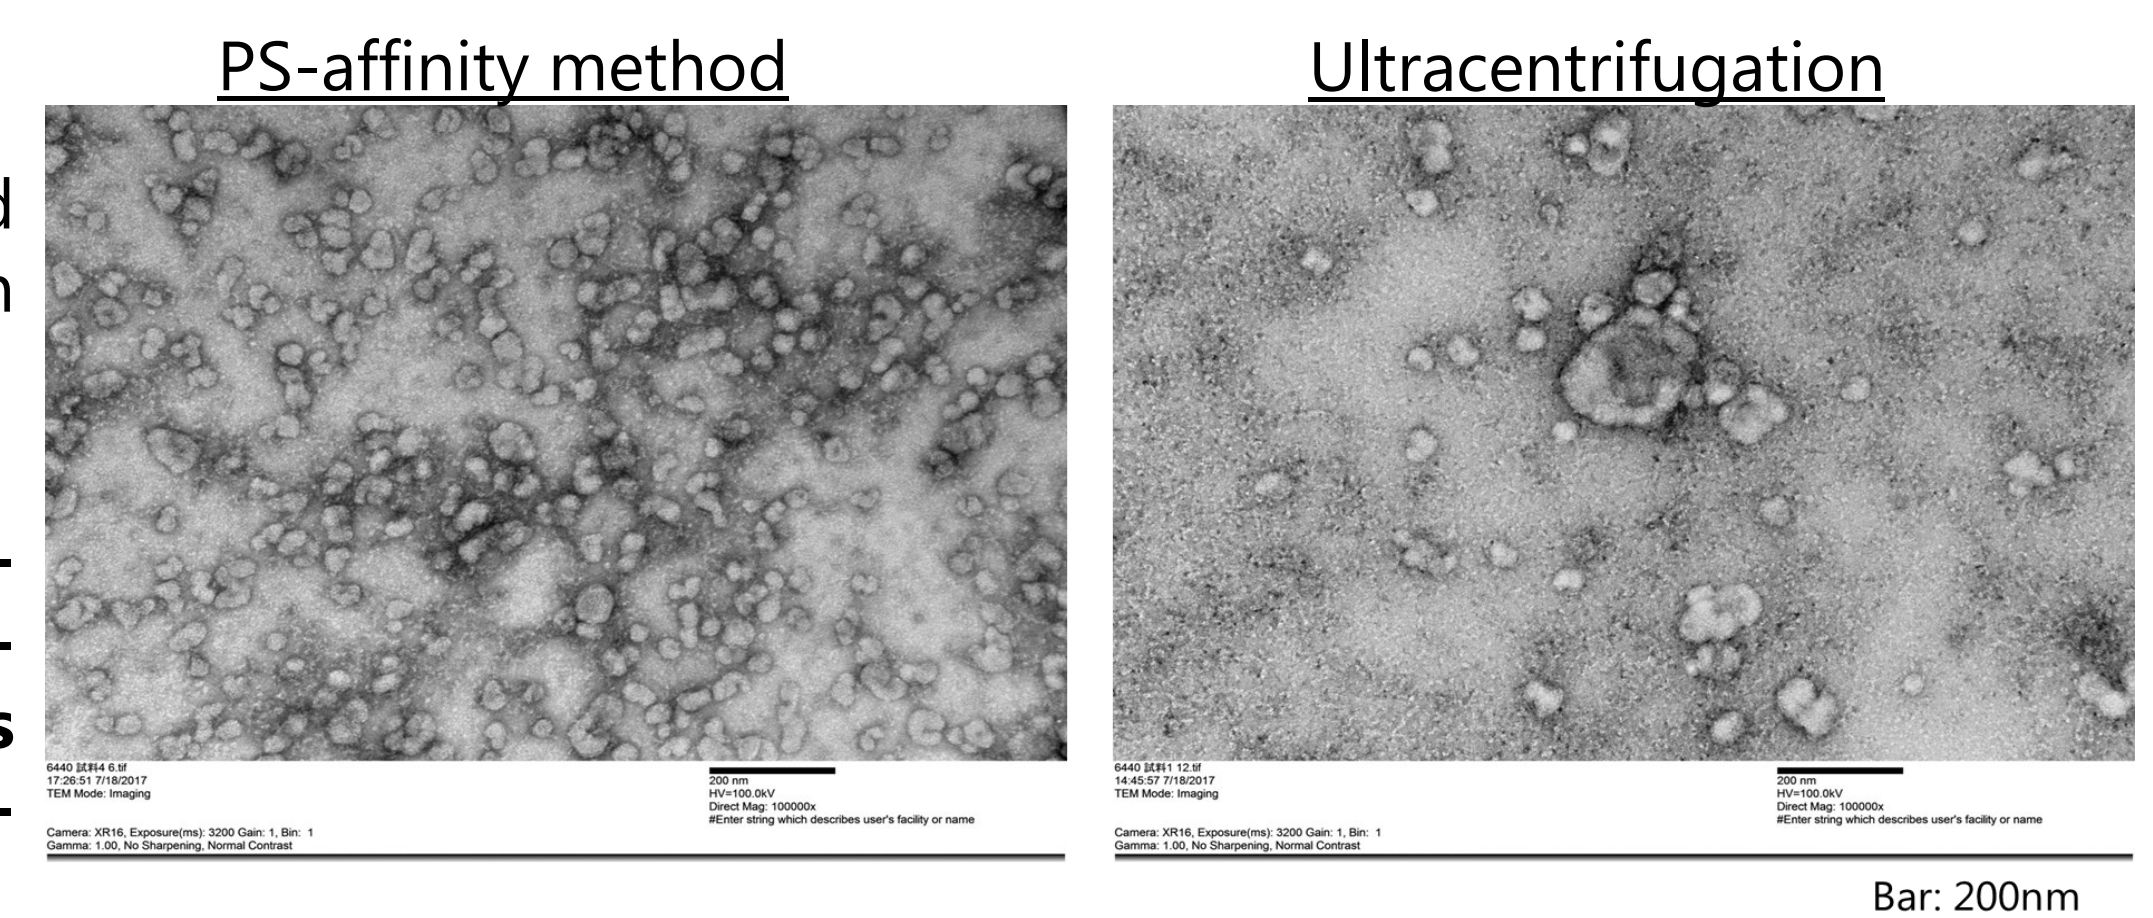 PS-affinity method
Ultracentrifugation
d
n
s
6440 試料4 6.tif
17:26:51 7/18/2017
TEM Mode: Imaging
200 nm
HV=100.0kV
Direct Mag: 100000x
#Enter string which describes user's facility or name
Camera: XR16, Exposure(ms): 3200 Gain: 1, Bin: 1
Gamma: 1.00, No Sharpening, Normal Contrast
6440 試料1 12.tif
14:45:57 7/18/2017
TEM Mode: Imaging
200 nm
HV=100.0kV
Direct Mag: 100000x
#Enter string which describes user's facility or name
Camera: XR16, Exposure(ms): 3200 Gain: 1, Bin: 1
Gamma: 1.00, No Sharpening, Normal Contrast
Bar: 200nm